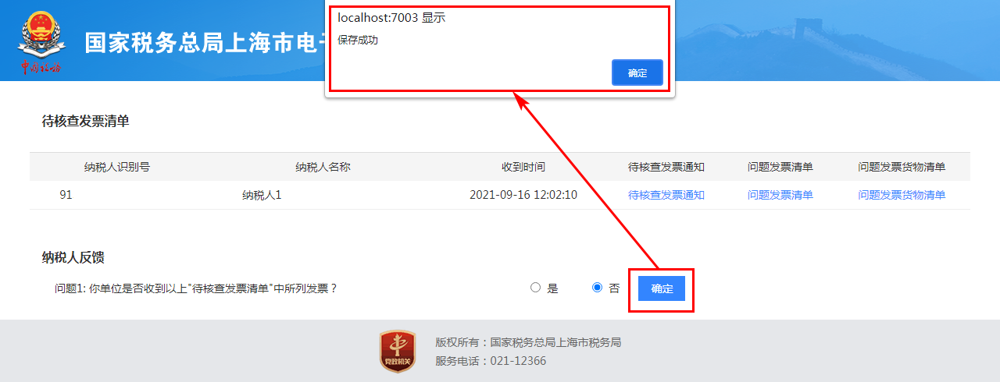 中国税务
国家税务总局上海市电子
localhost:7003 显示
保存成功
确定
待核查发票清单
纳税人识别号 纳税人名称 收到时间 待核查发票通知 问题发票清单 问题发票货物清单
91 纳税人1 2021-09-16 12:02:10 待核查发票通知 问题发票清单 问题发票货物清单
纳税人反馈
问题1: 你单位是否收到以上"待核查发票清单"中所列发票？ 是 否 确定
党政机关
版权所有：国家税务总局上海市税务局
服务电话：021-12366